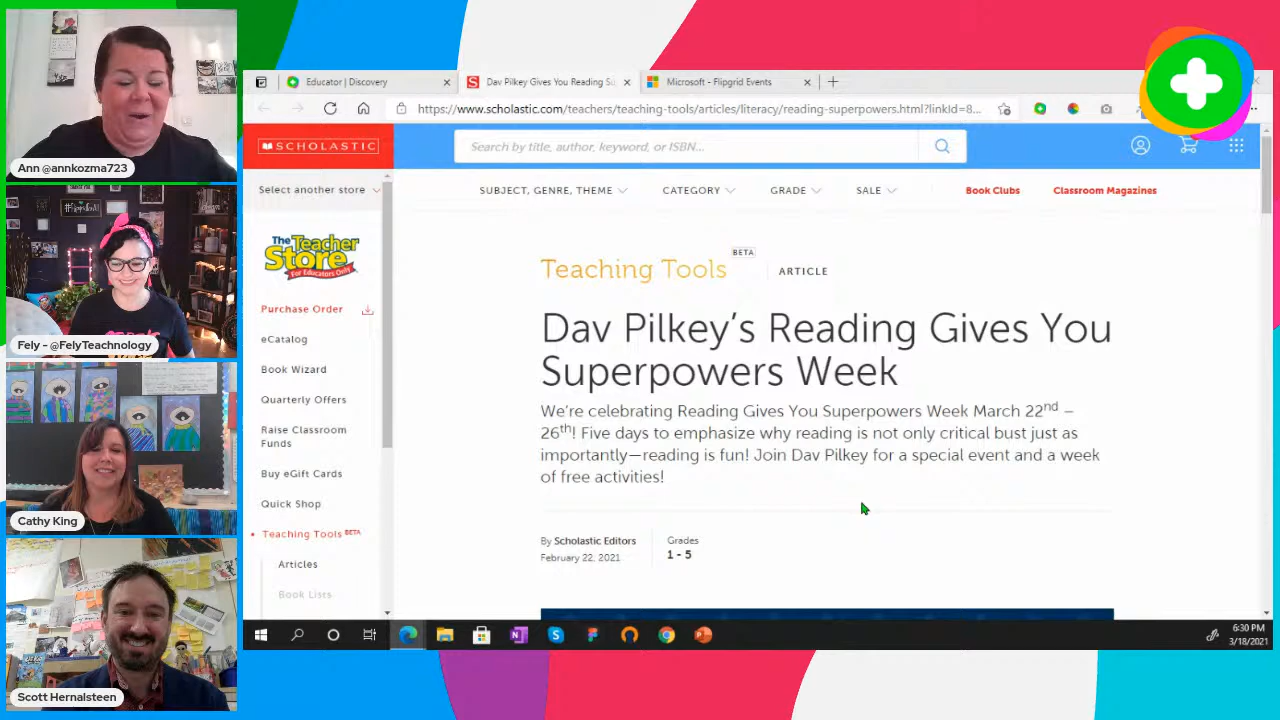 Ann @annkozma723
Fely - @FelyTeachnology
Cathy King
Scott Hernalsteen
Educator | Discovery
Dav Pilkey Gives You Reading Su
Microsoft - Flipgrid Events
https://www.scholastic.com/teachers/teaching-tools/articles/literacy/reading-superpowers.html?linkId=8...
SCHOLASTIC
Search by title, author, keyword, or ISBN...
Select another store
SUBJECT, GENRE, THEME
CATEGORY
GRADE
SALE
Book Clubs
Classroom Magazines
The Teacher Store
For Educators Only
Purchase Order
eCatalog
Book Wizard
Quarterly Offers
Raise Classroom
Funds
Buy eGift Cards
Quick Shop
Teaching Tools BETA
Articles
Book Lists
Teaching Tools BETA
ARTICLE
Dav Pilkey’s Reading Gives You
Superpowers Week
We’re celebrating Reading Gives You Superpowers Week March 22nd –
26th! Five days to emphasize why reading is not only critical bust just as
importantly—reading is fun! Join Dav Pilkey for a special event and a week
of free activities!
By Scholastic Editors
February 22, 2021
Grades
1 - 5
6:30 PM
3/18/2021